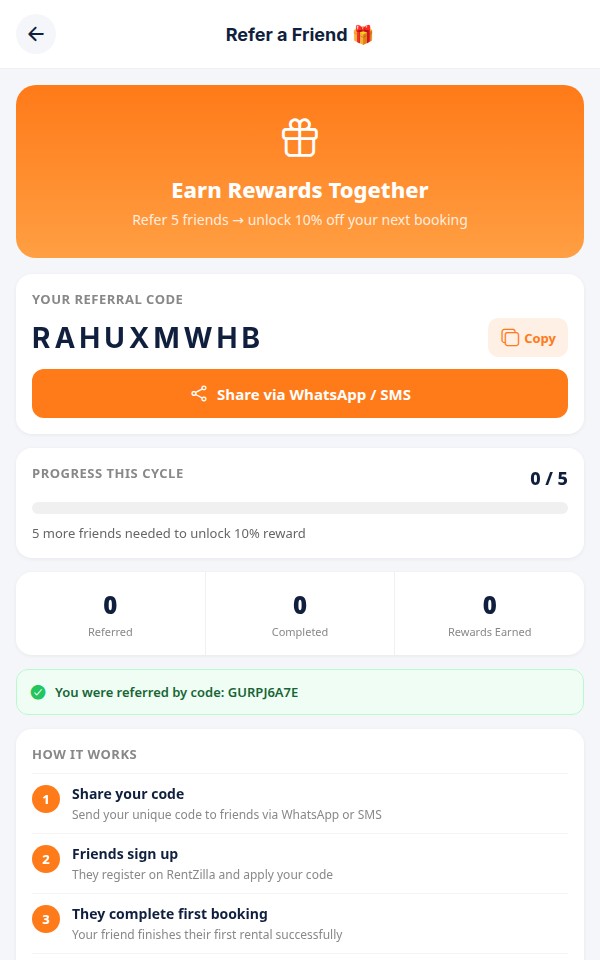 Refer a Friend 🎁
Earn Rewards Together
Refer 5 friends → unlock 10% off your next booking
YOUR REFERRAL CODE
RAHUXMWHB
Copy
Share via WhatsApp / SMS
PROGRESS THIS CYCLE
0 / 5
5 more friends needed to unlock 10% reward
0
Referred
0
Completed
0
Rewards Earned
You were referred by code: GURPJ6A7E
HOW IT WORKS
1
Share your code
Send your unique code to friends via WhatsApp or SMS
2
Friends sign up
They register on RentZilla and apply your code
3
They complete first booking
Your friend finishes their first rental successfully